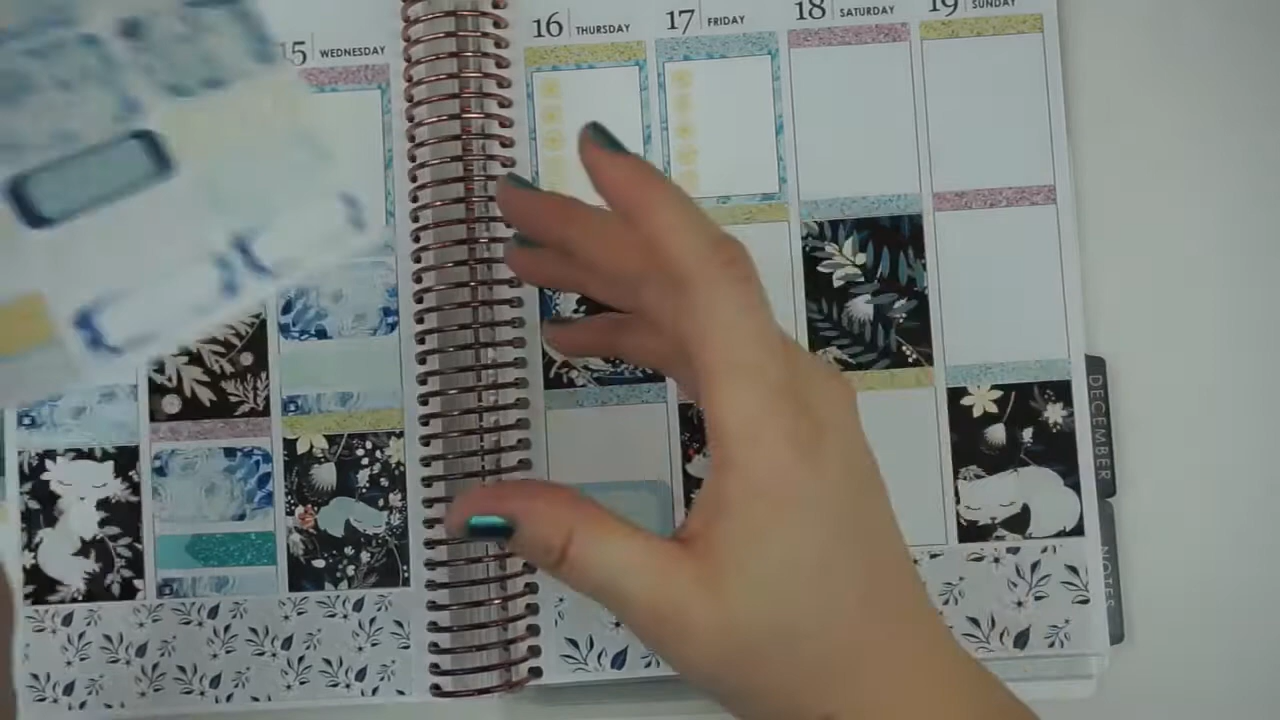 15 WEDNESDAY
16 THURSDAY
17 FRIDAY
18 SATURDAY
19 SUNDAY
DECEMBER
NOTES